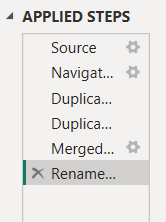 APPLIED STEPS
Source
Navigat...
Duplica...
Duplica...
Merged...
Rename...